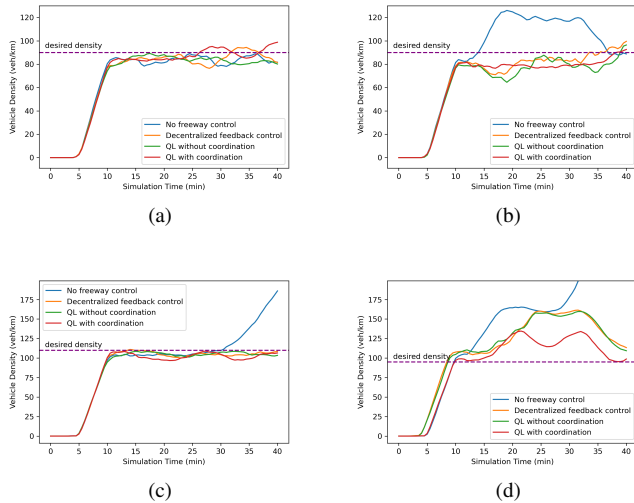 120
100
80
60
40
20
0
Vehicle Density (veh/km)
desired density
No freeway control
Decentralized feedback control
QL without coordination
QL with coordination
0 5 10 15 20 25 30 35 40
Simulation Time (min)
(a)
120
100
80
60
40
20
0
Vehicle Density (veh/km)
desired density
No freeway control
Decentralized feedback control
QL without coordination
QL with coordination
0 5 10 15 20 25 30 35 40
Simulation Time (min)
(b)
175
150
125
100
75
50
25
0
Vehicle Density (veh/km)
No freeway control
Decentralized feedback control
QL without coordination
QL with coordination
desired density
0 5 10 15 20 25 30 35 40
Simulation Time (min)
(c)
175
150
125
100
75
50
25
0
Vehicle Density (veh/km)
desired density
No freeway control
Decentralized feedback control
QL without coordination
QL with coordination
0 5 10 15 20 25 30 35 40
Simulation Time (min)
(d)